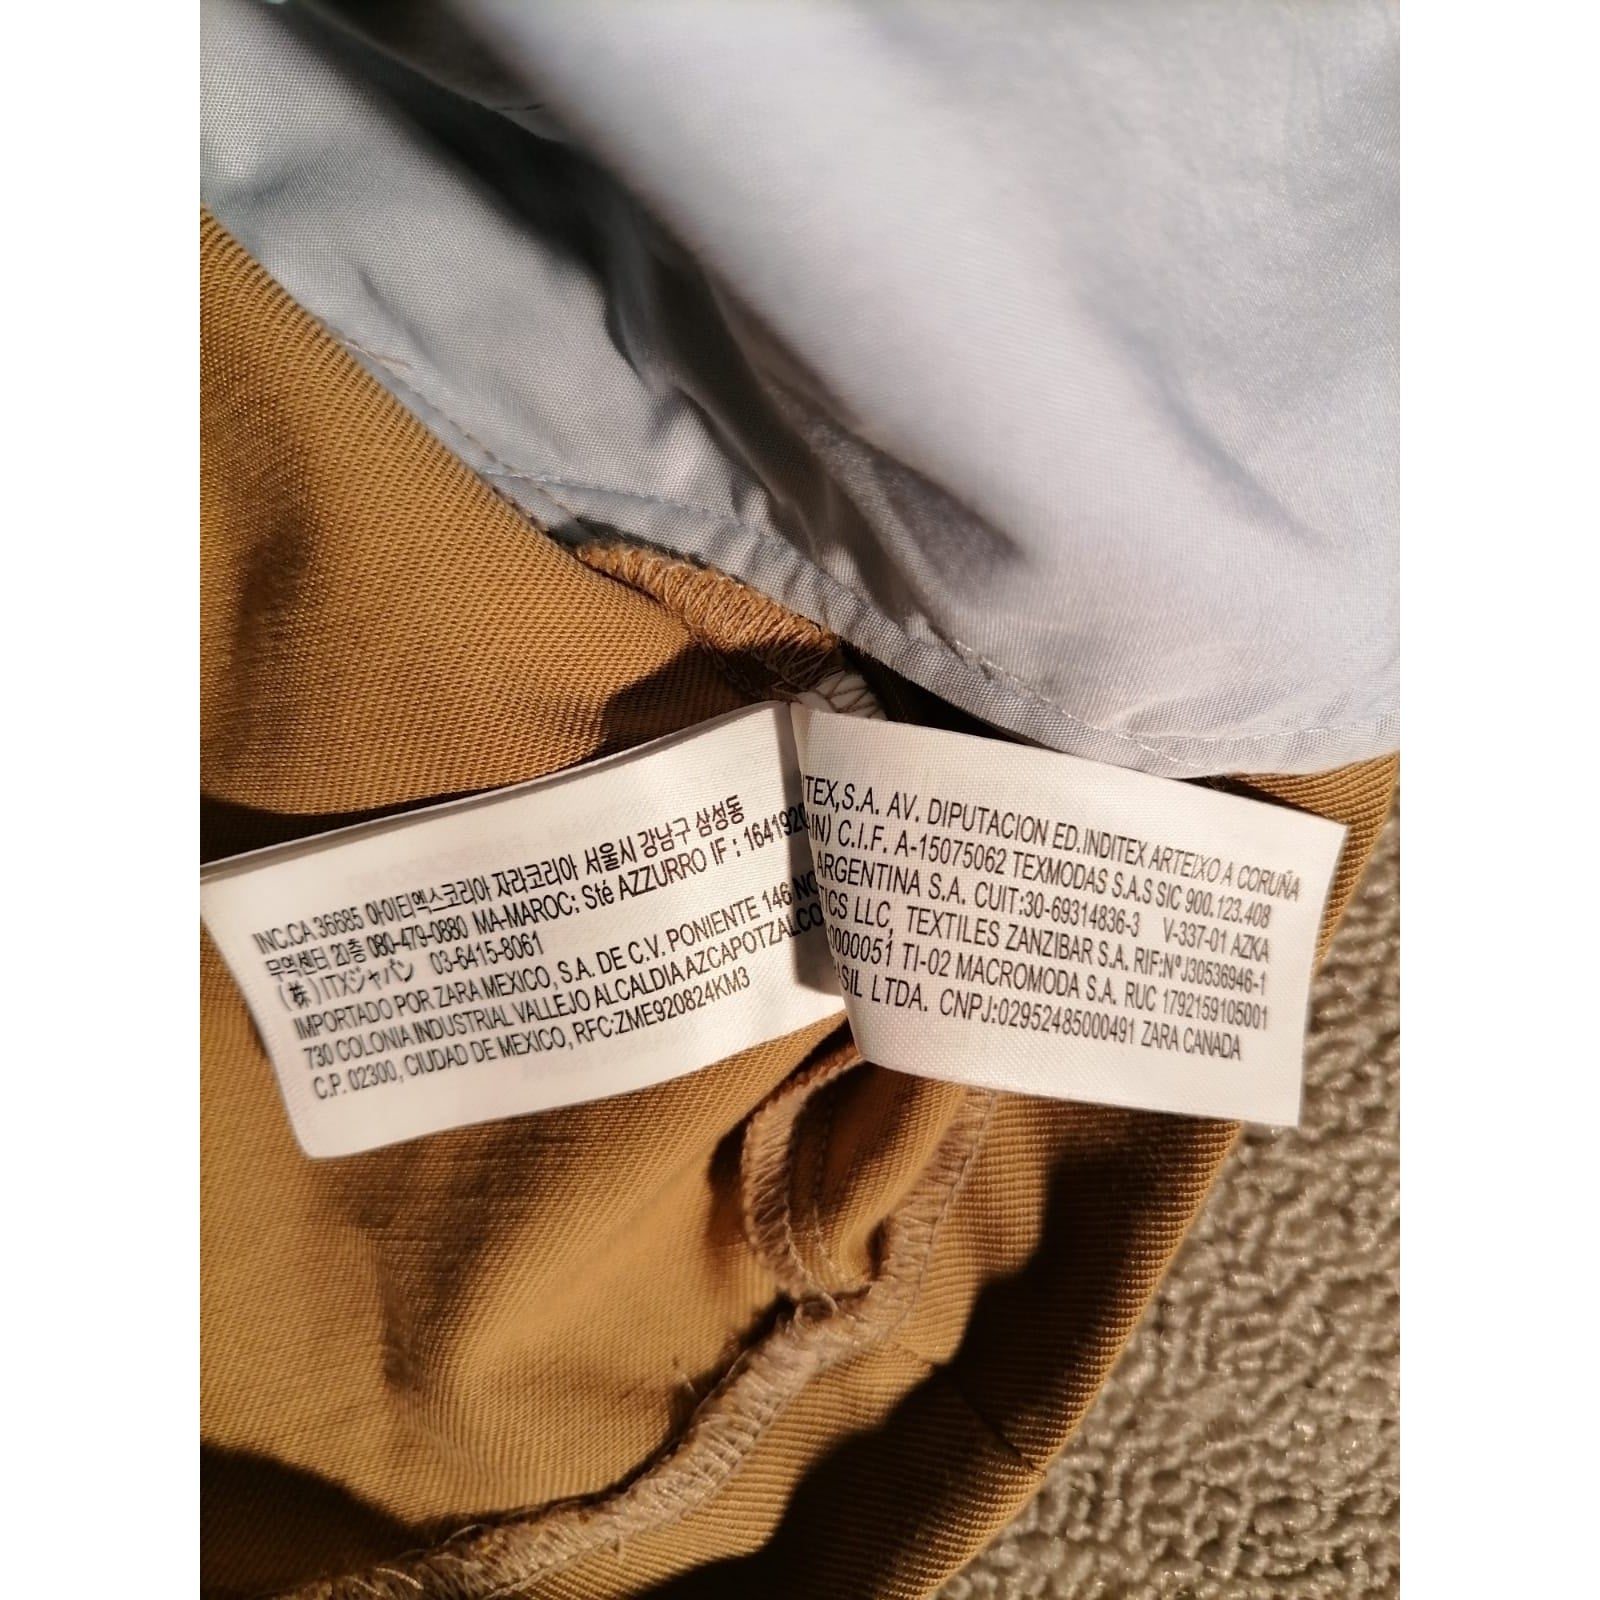 INC.CA 36685 아이티엑스코리아 자라코리아 서울시 강남구 삼성동
무역센터 20층 080-479-0880 MA-MAROC: Sté AZZURRO IF : 1641920
(株)ITXジャパン 03-6415-8061
IMPORTADO POR ZARA MEXICO, S.A. DE C.V. PONIENTE 146 NO
730 COLONIA INDUSTRIAL VALLEJO ALCALDIA AZCAPOTZALCO
C.P. 02300, CIUDAD DE MEXICO, RFC:ZME920824KM3
TEX,S.A. AV. DIPUTACION ED.INDITEX ARTEIXO A CORUÑA
IN) C.I.F. A-15075062 TEXMODAS S.A.S SIC 900.123.408
ARGENTINA S.A. CUIT:30-69314836-3 V-337-01 AZKA
TICS LLC, TEXTILES ZANZIBAR S.A. RIF:Nº J30536946-1
0000051 TI-02 MACROMODA S.A. RUC 1792159105001
ASIL LTDA. CNPJ:02952485000491 ZARA CANADA